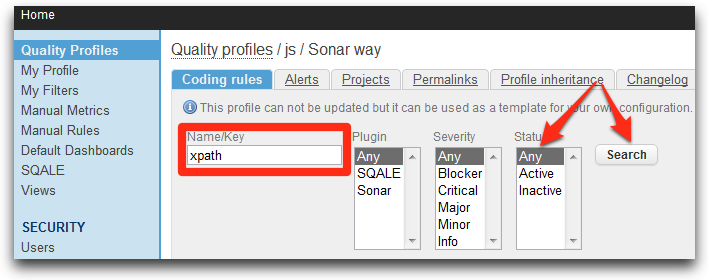 Home
Quality Profiles
My Profile
My Filters
Manual Metrics
Manual Rules
Default Dashboards
SQALE
Views
SECURITY
Users
Quality profiles / js / Sonar way
Coding rules Alerts Projects Permalinks Profile inheritance Changelog
This profile can not be updated but it can be used as a template for your own configuration.
Name/Key
xpath
Plugin
Any
SQALE
Sonar
Severity
Any
Blocker
Critical
Major
Minor
Info
Status
Any
Active
Inactive
Search